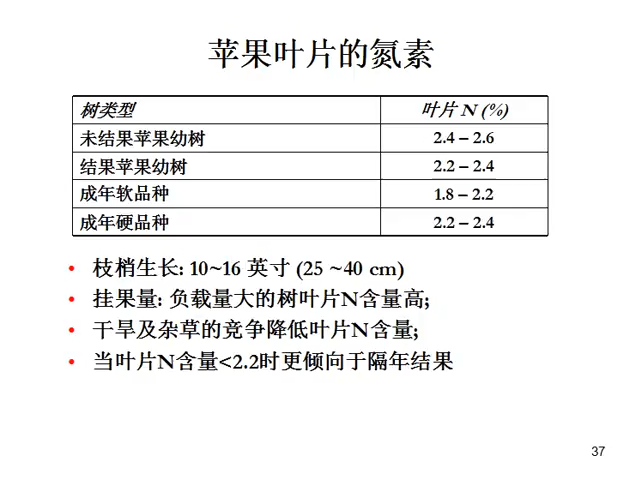 苹果叶片的氮素
树类型 叶片 N (%)
未结果苹果幼树 2.4 – 2.6
结果苹果幼树 2.2 – 2.4
成年软品种 1.8 – 2.2
成年硬品种 2.2 – 2.4
• 枝梢生长: 10~16 英寸 (25 ~40 cm)
• 挂果量: 负载量大的树叶片N含量高;
• 干旱及杂草的竞争降低叶片N含量;
• 当叶片N含量<2.2时更倾向于隔年结果
37